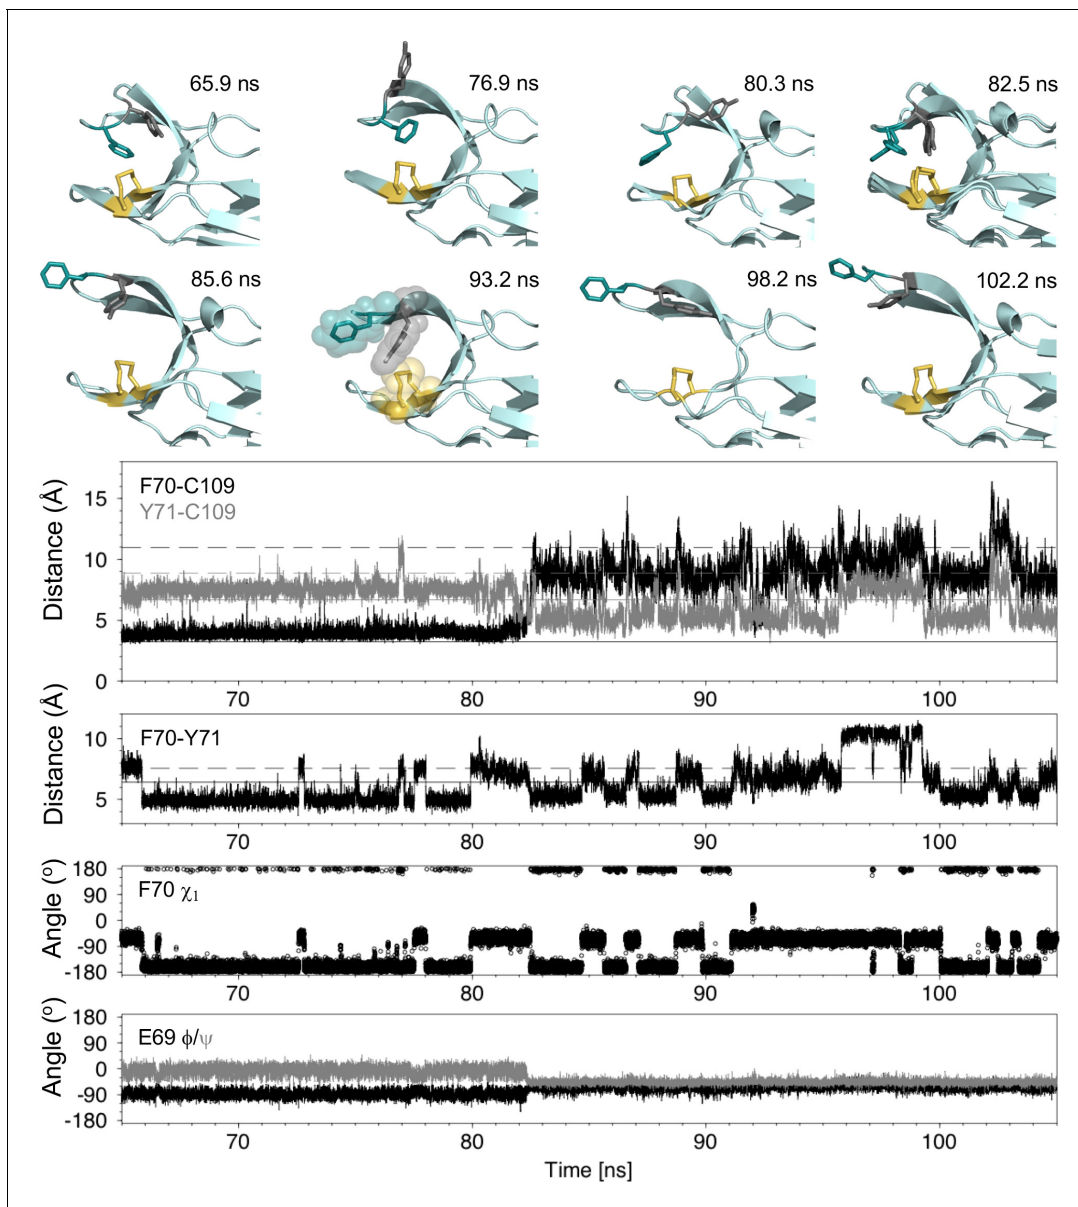 65.9 ns 76.9 ns 80.3 ns 82.5 ns
85.6 ns 93.2 ns 98.2 ns 102.2 ns
Distance (Å)
F70-C109
Y71-C109
15
10
5
0
70 80 90 100
Distance (Å)
F70-Y71
10
5
70 80 90 100
Angle (º)
F70 χ1
180
90
0
-90
-180
70 80 90 100
Angle (º)
E69 ϕ/ψ
180
90
0
-90
-180
70 80 90 100
Time [ns]